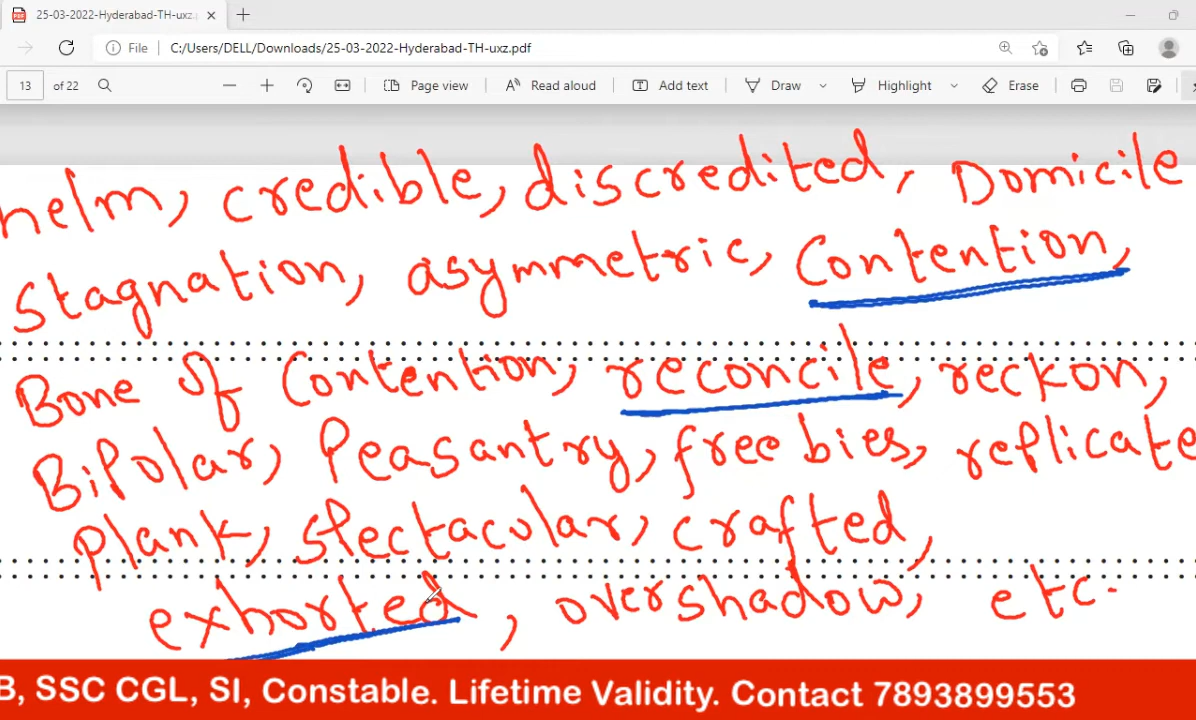 25-03-2022-Hyderabad-TH-uxz.
File C:/Users/DELL/Downloads/25-03-2022-Hyderabad-TH-uxz.pdf
13 of 22 Page view Read aloud Add text Draw Highlight Erase
helm, credible, discredited, Domicile
Stagnation, asymmetric, Contention,
Bone of Contention, reconcile, reckon,
Bipolar, Peasantry, freebies, replicate
plank, spectacular, crafted,
exhorted, overshadow, etc.
B, SSC CGL, SI, Constable. Lifetime Validity. Contact 7893899553